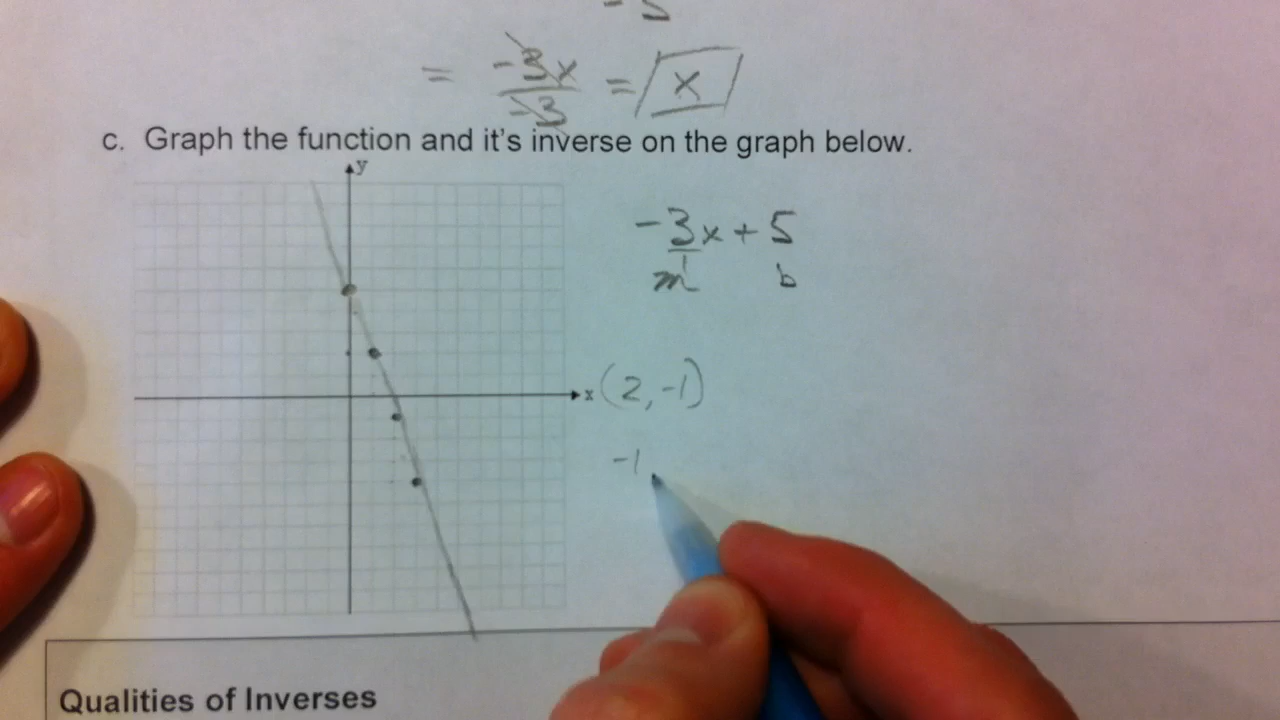 -5
= -3x / -3 = x
c. Graph the function and it's inverse on the graph below.
y
-3x + 5
m b
x (2, -1)
-1
Qualities of Inverses